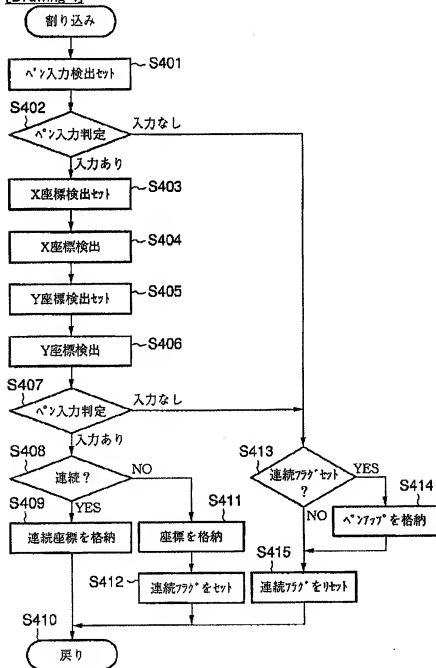 [Drawing 4]
割り込み
ペン入力検出セット
S401
S402
ペン入力判定
入力なし
入力あり
X座標検出セット
S403
X座標検出
S404
Y座標検出セット
S405
Y座標検出
S406
S407
ペン入力判定
入力なし
入力あり
S408
連続?
NO
YES
S409
連続座標を格納
S411
座標を格納
S412
連続フラグをセット
S413
連続フラグセット
?
YES
NO
S414
ペンアップを格納
S415
連続フラグをリセット
S410
戻り